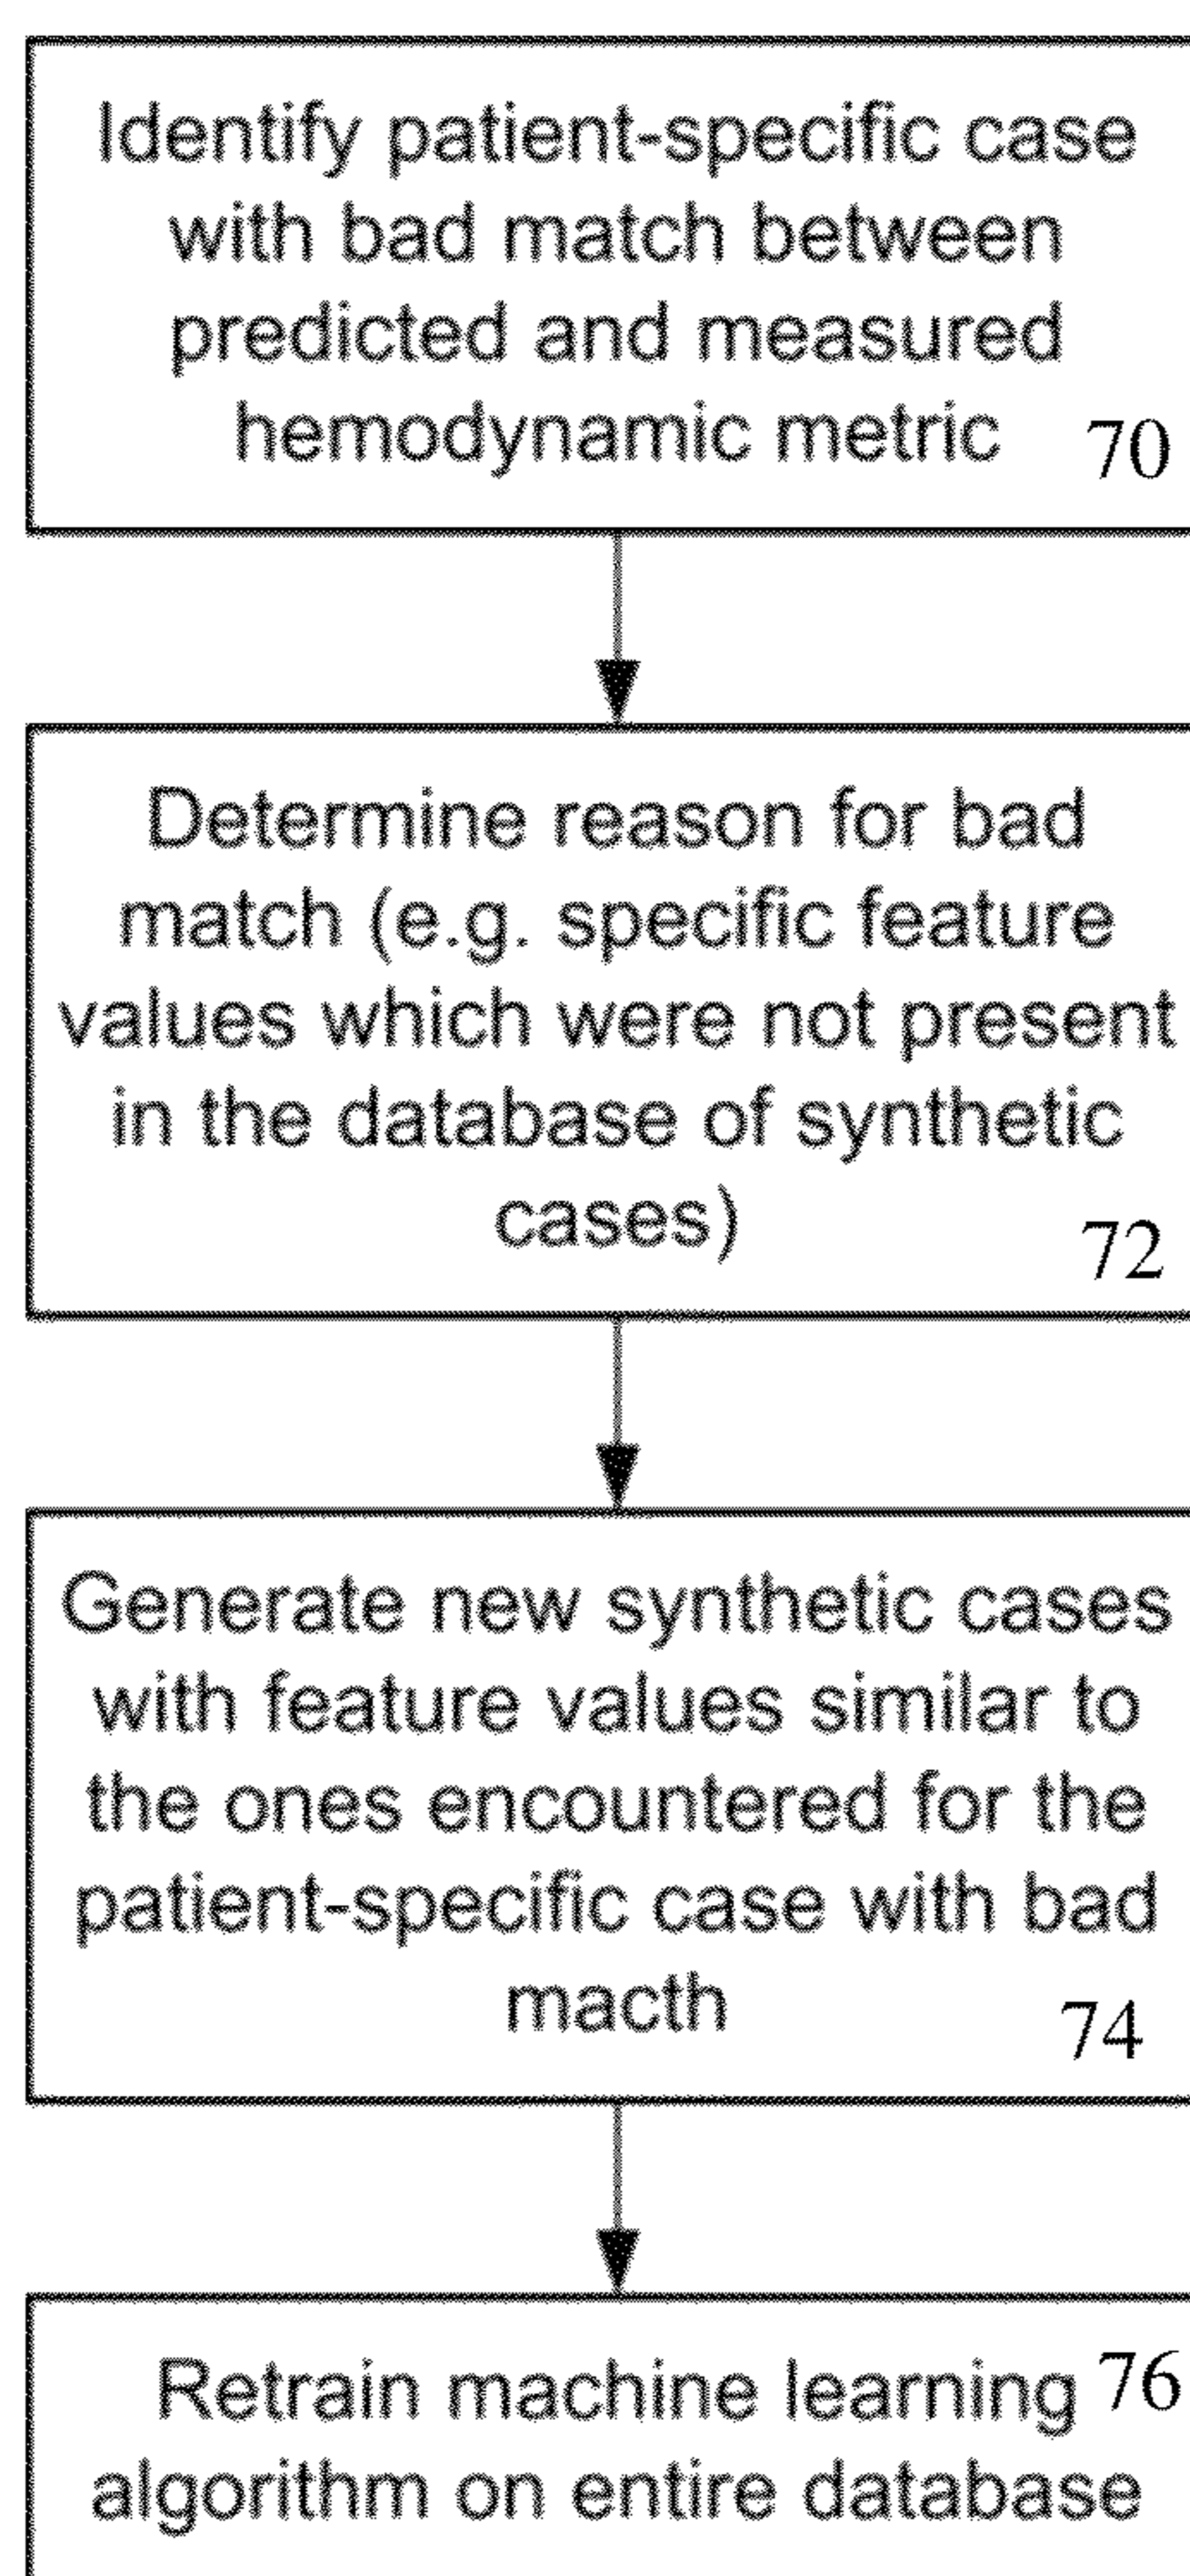 Identify patient-specific case
with bad match between
predicted and measured
hemodynamic metric 70
Determine reason for bad
match (e.g. specific feature
values which were not present
in the database of synthetic
cases) 72
Generate new synthetic cases
with feature values similar to
the ones encountered for the
patient-specific case with bad
macth 74
Retrain machine learning 76
algorithm on entire database